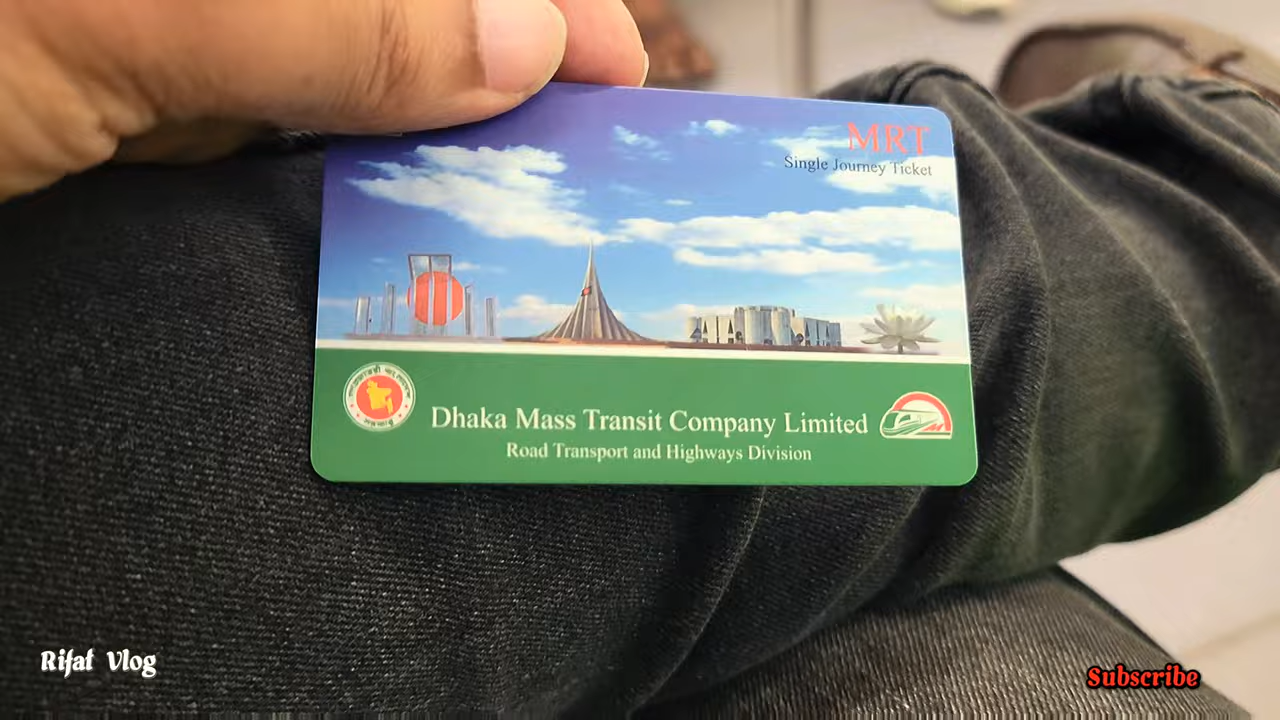 MRT
Single Journey Ticket
Dhaka Mass Transit Company Limited
Road Transport and Highways Division
Rifat Vlog
Subscribe